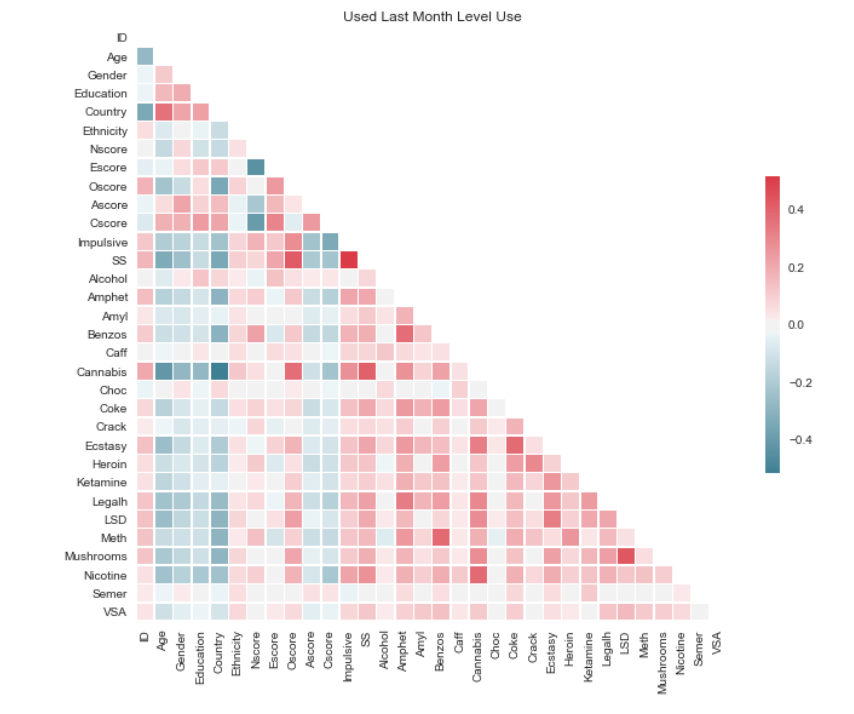 Used Last Month Level Use
ID
Age
Gender
Education
Country
Ethnicity
Nscore
Escore
Oscore
Ascore
Cscore
Impulsive
SS
Alcohol
Amphet
Amyl
Benzos
Caff
Cannabis
Choc
Coke
Crack
Ecstasy
Heroin
Ketamine
Legalh
LSD
Meth
Mushrooms
Nicotine
Semer
VSA
ID
Age
Gender
Education
Country
Ethnicity
Nscore
Escore
Oscore
Ascore
Cscore
Impulsive
SS
Alcohol
Amphet
Amyl
Benzos
Caff
Cannabis
Choc
Coke
Crack
Ecstasy
Heroin
Ketamine
Legalh
LSD
Meth
Mushrooms
Nicotine
Semer
VSA
0.4
0.2
0.0
−0.2
−0.4